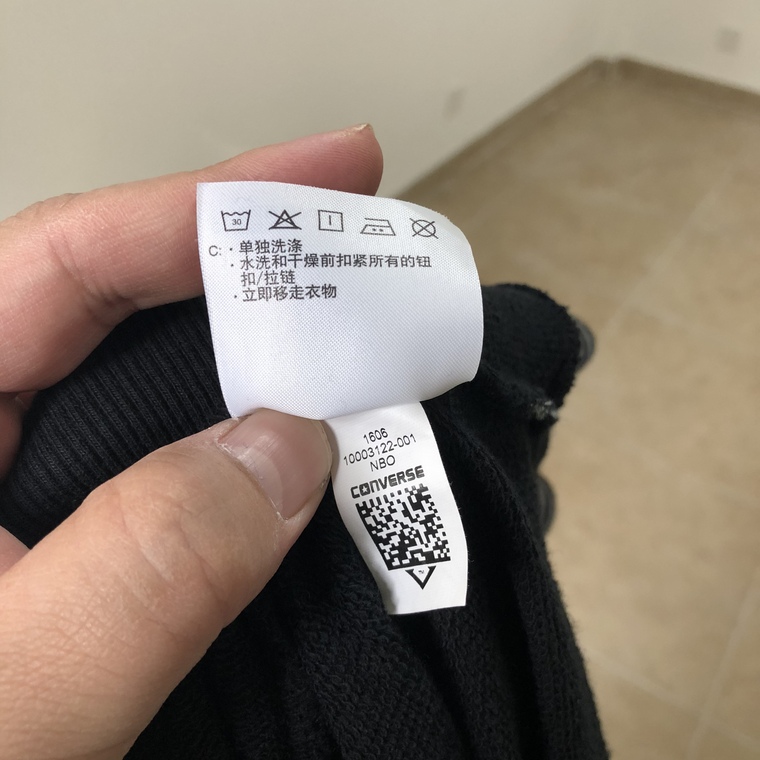 30
C: · 单独洗涤
· 水洗和干燥前扣紧所有的钮
扣/拉链
· 立即移走衣物
1606
10003122-001
NBO
CONVERSE